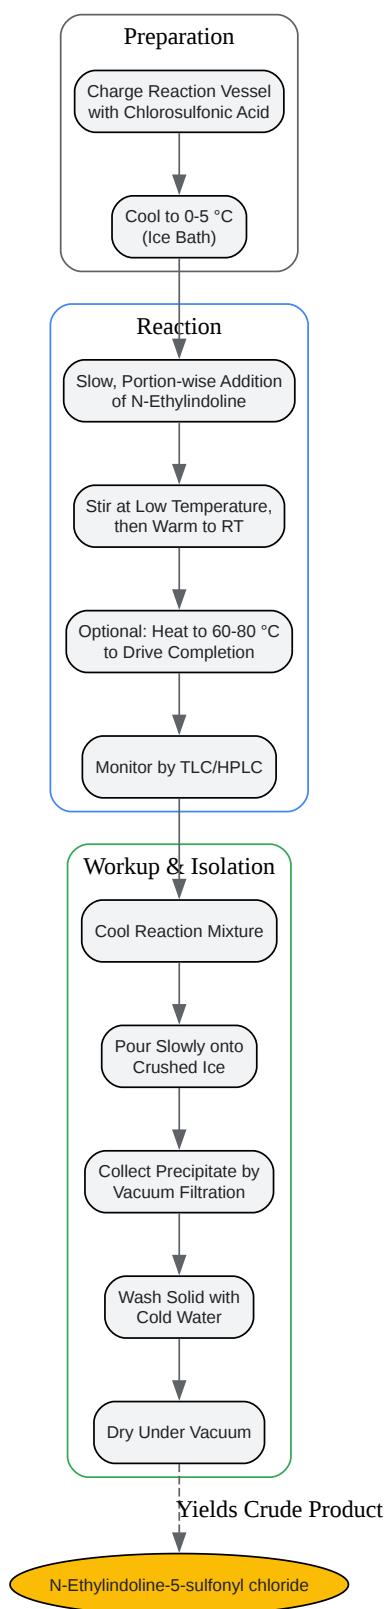 Preparation
Charge Reaction Vessel
with Chlorosulfonic Acid
Cool to 0-5 °C
(Ice Bath)
Reaction
Slow, Portion-wise Addition
of N-Ethylindoline
Stir at Low Temperature,
then Warm to RT
Optional: Heat to 60-80 °C
to Drive Completion
Monitor by TLC/HPLC
Workup & Isolation
Cool Reaction Mixture
Pour Slowly onto
Crushed Ice
Collect Precipitate by
Vacuum Filtration
Wash Solid with
Cold Water
Dry Under Vacuum
Yields Crude Product
N-Ethylindoline-5-sulfonyl chloride